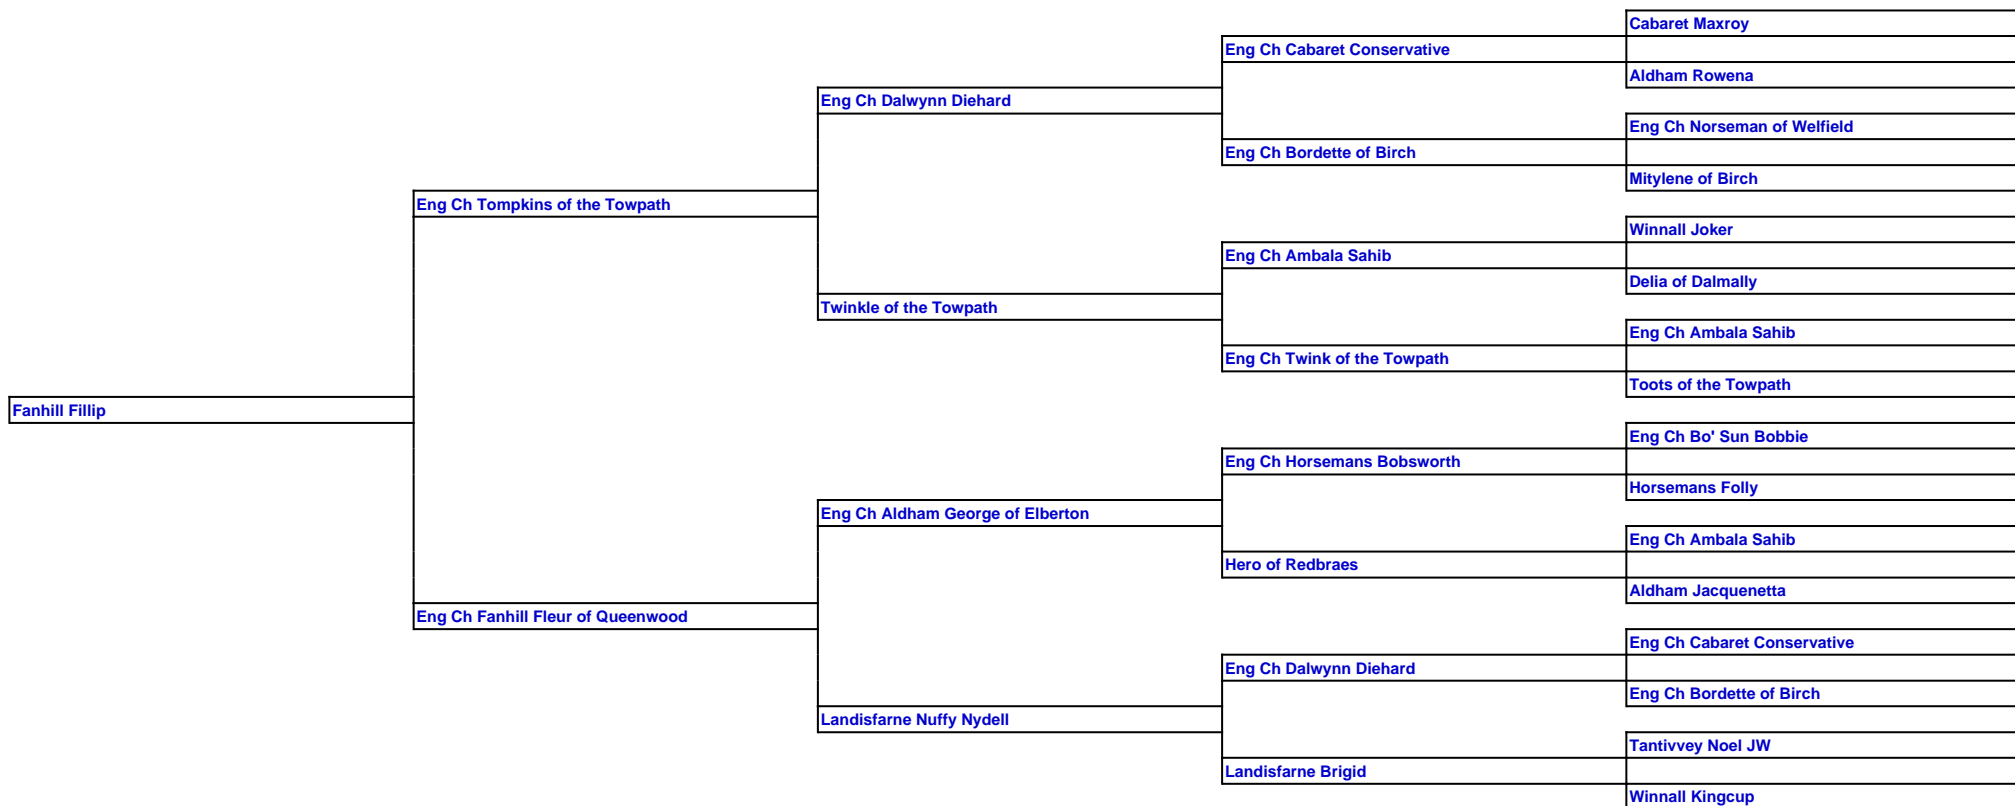 Cabaret Maxroy
Eng Ch Cabaret Conservative
Aldham Rowena
Eng Ch Dalwynn Diehard
Eng Ch Norseman of Welfield
Eng Ch Bordette of Birch
Mitylene of Birch
Eng Ch Tompkins of the Towpath
Winnall Joker
Eng Ch Ambala Sahib
Delia of Dalmally
Twinkle of the Towpath
Eng Ch Ambala Sahib
Eng Ch Twink of the Towpath
Toots of the Towpath
Fanhill Fillip
Eng Ch Bo' Sun Bobbie
Eng Ch Horsemans Bobsworth
Horsemans Folly
Eng Ch Aldham George of Elberton
Eng Ch Ambala Sahib
Hero of Redbraes
Aldham Jacquenetta
Eng Ch Fanhill Fleur of Queenwood
Eng Ch Cabaret Conservative
Eng Ch Dalwynn Diehard
Eng Ch Bordette of Birch
Landisfarne Nuffy Nydell
Tantivvey Noel JW
Landisfarne Brigid
Winnall Kingcup